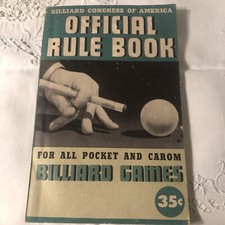 BILLIARD CONGRESS OF AMERICA
OFFICIAL
RULE BOOK
FOR ALL POCKET AND CAROM
BILLIARD GAMES
35¢